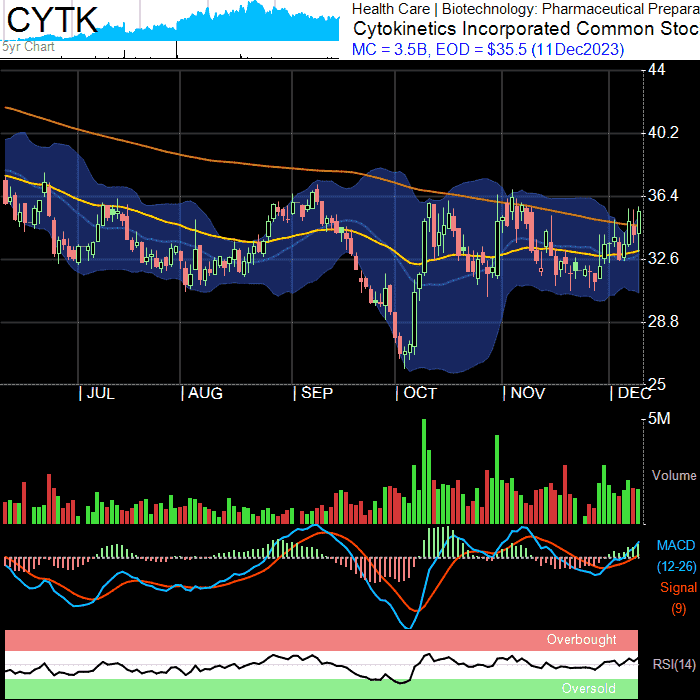 CYTK
5yr Chart
Health Care | Biotechnology: Pharmaceutical Prepara
Cytokinetics Incorporated Common Stoc
MC = 3.5B, EOD = $35.5 (11Dec2023)
44
40.2
36.4
32.6
28.8
25
| JUL | AUG | SEP | OCT | NOV | DEC
5M
Volume
MACD
(12-26)
Signal
(9)
Overbought
RSI(14)
Oversold